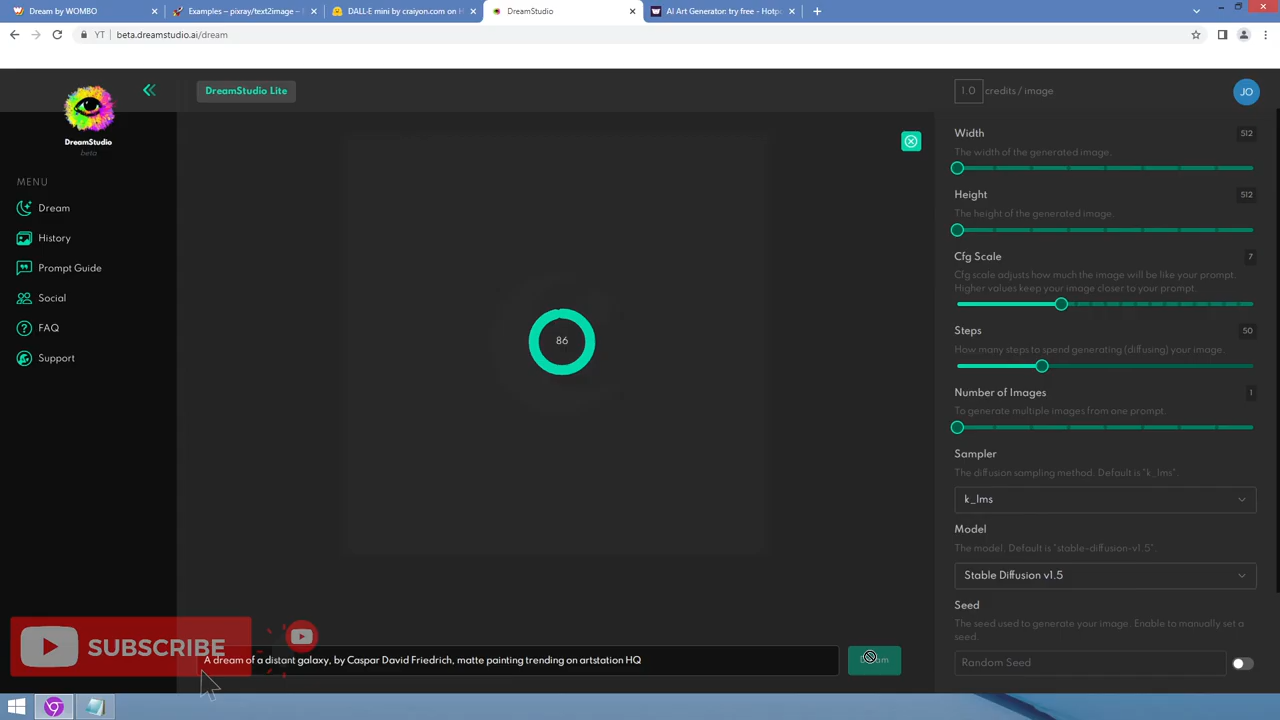 Dream by WOMBO
Examples – pixray/text2image –
DALL-E mini by craiyon.com on H
DreamStudio
AI Art Generator: try free - Hotp
YT
beta.dreamstudio.ai/dream
DreamStudio
beta
DreamStudio Lite
1.0 credits / image
JO
MENU
Dream
History
Prompt Guide
Social
FAQ
Support
86
Width 512
The width of the generated image.
Height 512
The height of the generated image.
Cfg Scale 7
Cfg scale adjusts how much the image will be like your prompt.
Higher values keep your image closer to your prompt.
Steps 50
How many steps to spend generating (diffusing) your image.
Number of Images 1
To generate multiple images from one prompt.
Sampler
The diffusion sampling method. Default is "k_lms".
k_lms
Model
The model. Default is "stable-diffusion-v1.5".
Stable Diffusion v1.5
Seed
The seed used to generate your image. Enable to manually set a
seed.
Random Seed
SUBSCRIBE
A dream of a distant galaxy, by Caspar David Friedrich, matte painting trending on artstation HQ